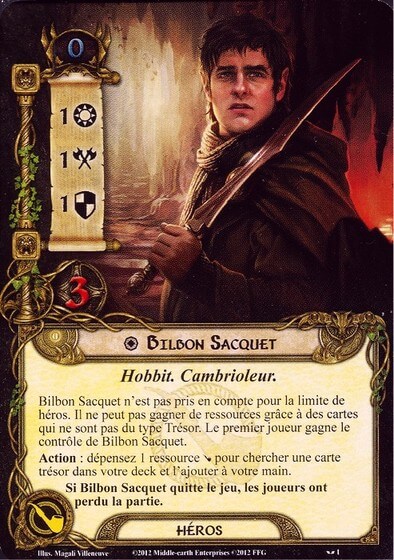 0
1
1
1
3
Bilbon Sacquet
Hobbit. Cambrioleur.
Bilbon Sacquet n'est pas pris en compte pour la limite de
héros. Il ne peut pas gagner de ressources grâce à des cartes
qui ne sont pas du type Trésor. Le premier joueur gagne le
contrôle de Bilbon Sacquet.
Action : dépensez 1 ressource pour chercher une carte
trésor dans votre deck et l'ajouter à votre main.
Si Bilbon Sacquet quitte le jeu, les joueurs ont
perdu la partie.
HÉROS
Illus. Magali Villeneuve ©2012 Middle-earth Enterprises ©2012 FFG